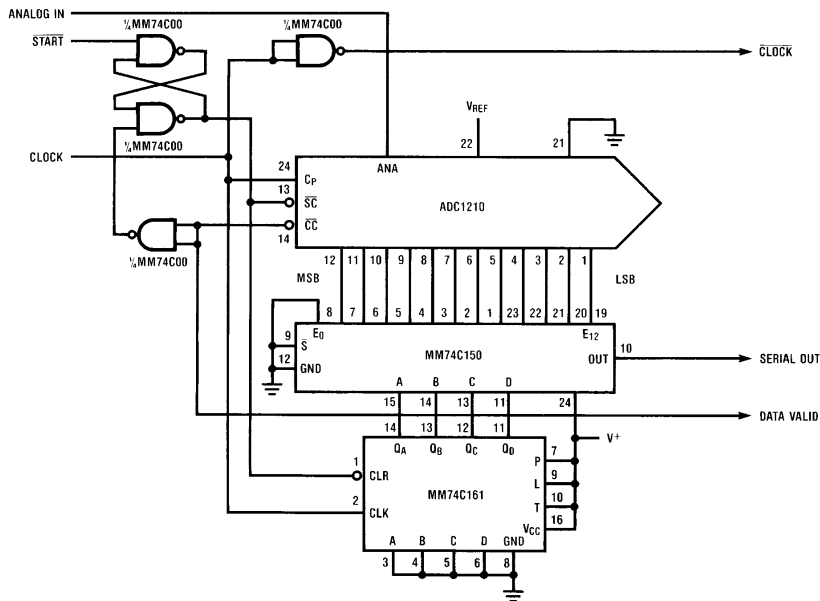 ANALOG IN
¼MM74C00
¼MM74C00
S̅T̅A̅R̅T̅
C̅L̅O̅C̅K̅
VREF
22
21
¼MM74C00
CLOCK
24
ANA
CP
13
S̅C̅
ADC1210
C̅C̅
14
¼MM74C00
12 11 10 9 8 7 6 5 4 3 2 1
MSB
LSB
8 7 6 5 4 3 2 1 23 22 21 20 19
E0
E12
9
S̅
12
GND
MM74C150
OUT
10
SERIAL OUT
A B C D
15 14 13 11 24
DATA VALID
14 13 12 11
QA QB QC QD
V+
1
CLR
P
7
L
9
MM74C161
2
CLK
T
10
VCC
16
A B C D GND
3 4 5 6 8